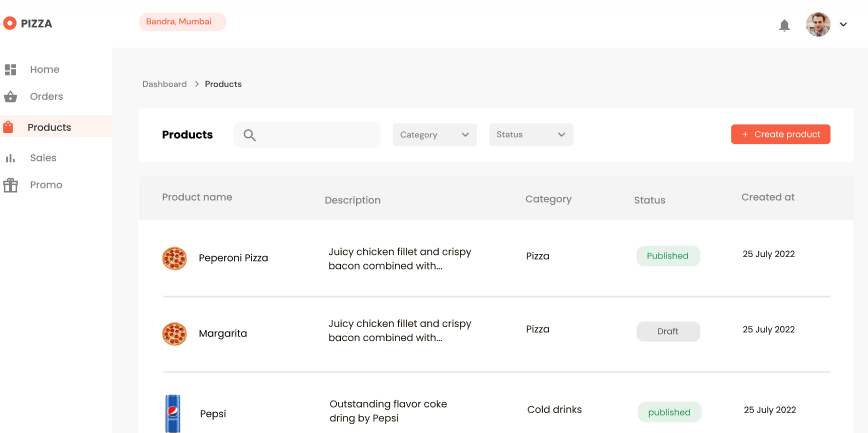 PIZZA
Bandra, Mumbai
Home
Orders
Products
Sales
Promo
Dashboard > Products
Products
Category
Status
+ Create product
Product name
Description
Category
Status
Created at
Peperoni Pizza
Juicy chicken fillet and crispy
bacon combined with...
Pizza
Published
25 July 2022
Margarita
Juicy chicken fillet and crispy
bacon combined with...
Pizza
Draft
25 July 2022
Pepsi
Outstanding flavor coke
dring by Pepsi
Cold drinks
published
25 July 2022